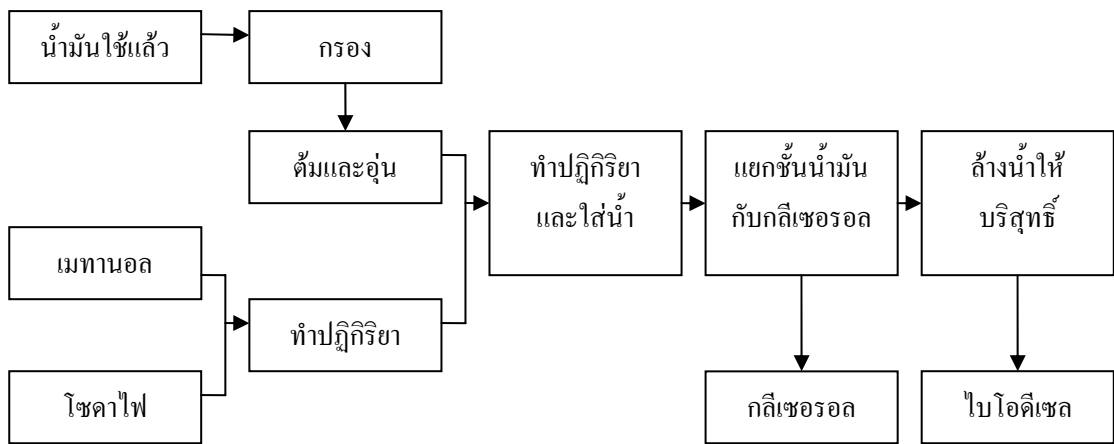 น้ำมันใช้แล้ว
กรอง
ต้มและอุ่น
ทำปฏิกิริยา
และใส่น้ำ
แยกชั้นน้ำมัน
กับกลีเซอรอล
ล้างน้ำให้
บริสุทธิ์
เมทานอล
ทำปฏิกิริยา
โซดาไฟ
กลีเซอรอล
ไบโอดีเซล